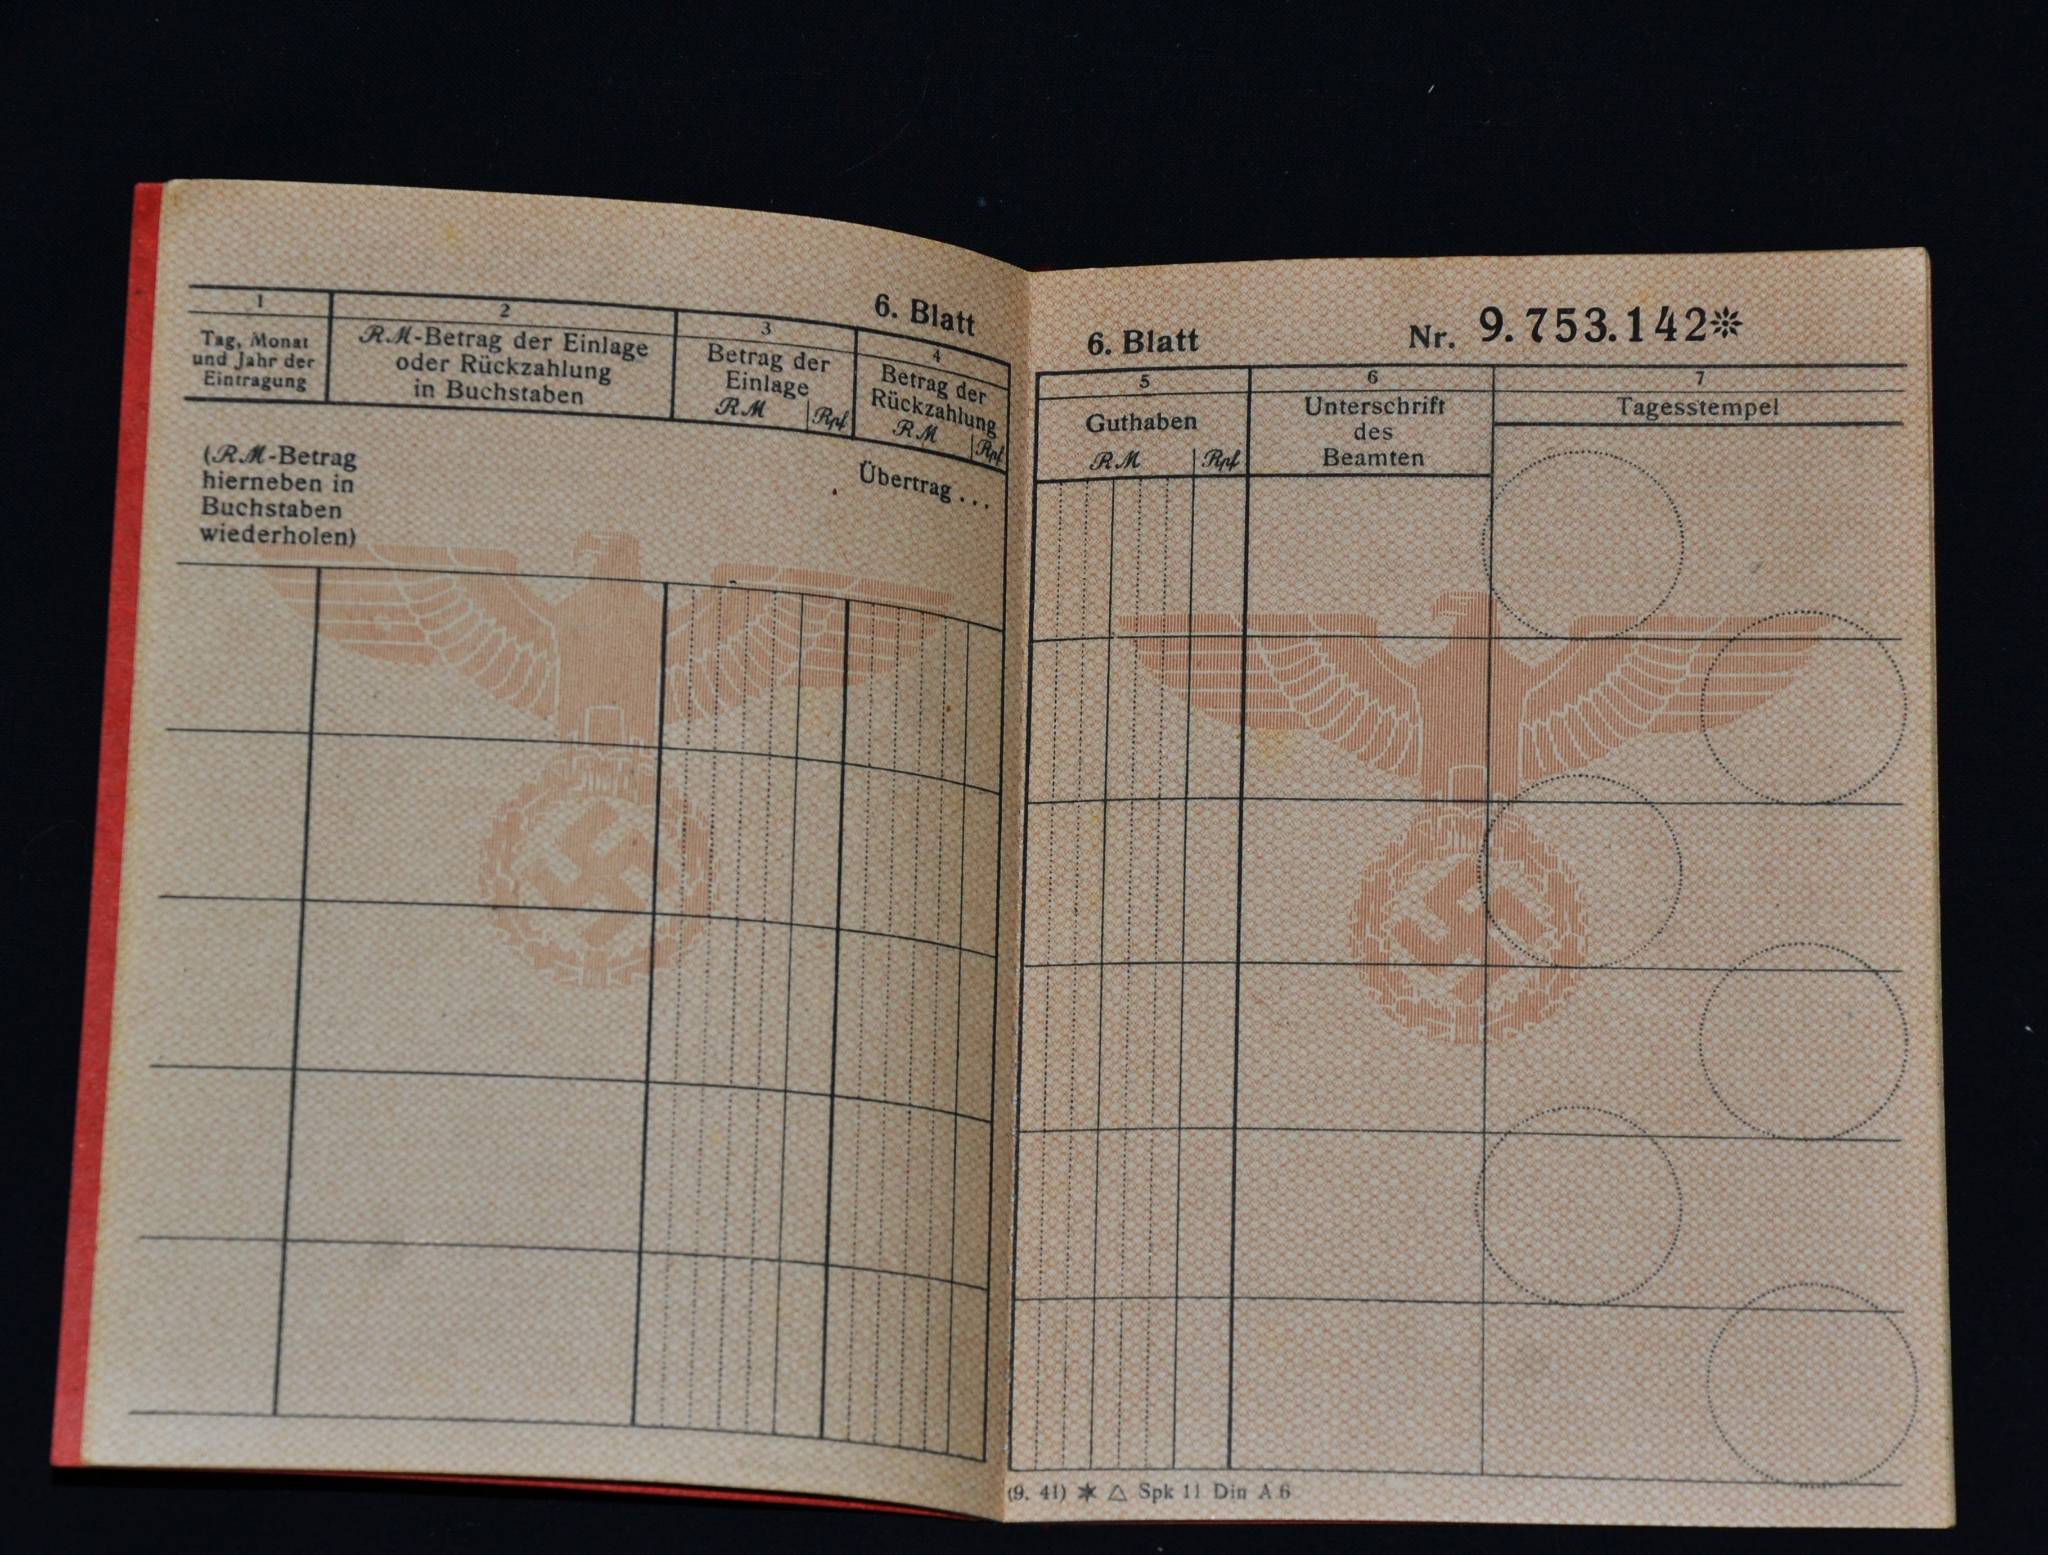 6. Blatt
1
2
3
4
Tag, Monat
und Jahr der
Eintragung
RM-Betrag der Einlage
oder Rückzahlung
in Buchstaben
Betrag der
Einlage
RM Rpf
Betrag der
Rückzahlung
RM Rpf
(RM-Betrag
hierneben in
Buchstaben
wiederholen)
Übertrag...
6. Blatt Nr. 9.753.142*
5
6
7
Guthaben
RM Rpf
Unterschrift
des
Beamten
Tagesstempel
(9. 41) * △ Spk 11 Din A 6